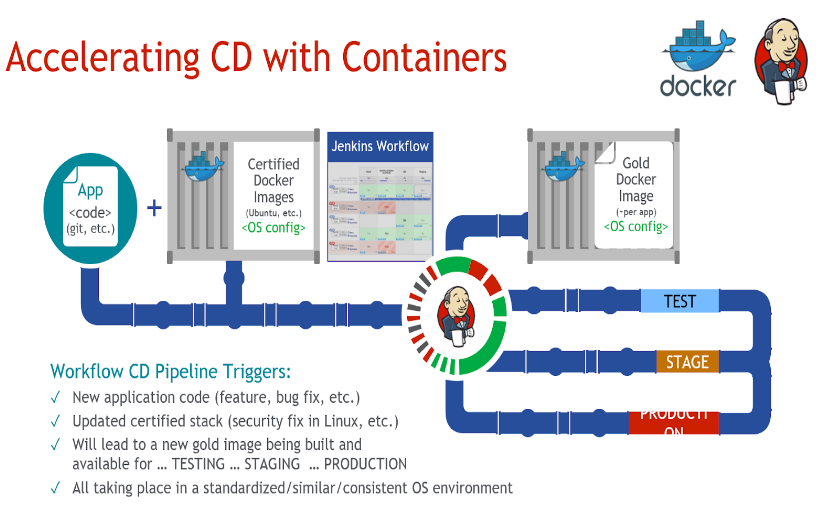 Accelerating CD with Containers
docker
App
<code>
(git, etc.)
+
Certified
Docker
Images
(Ubuntu, etc.)
<OS config>
Jenkins Workflow
Gold
Docker
Image
(~per app)
<OS config>
TEST
STAGE
PRODUCTI
ON
Workflow CD Pipeline Triggers:
✓ New application code (feature, bug fix, etc.)
✓ Updated certified stack (security fix in Linux, etc.)
✓ Will lead to a new gold image being built and
available for … TESTING … STAGING … PRODUCTION
✓ All taking place in a standardized/similar/consistent OS environment